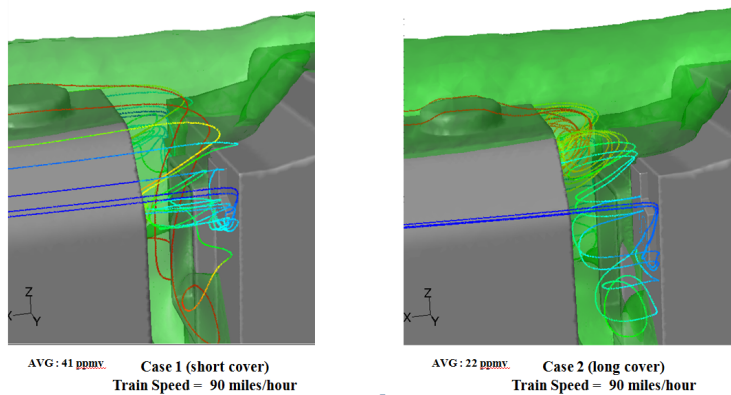 Z
X
Y
AVG : 41 ppmv
Case 1 (short cover)
Train Speed = 90 miles/hour
Z
X
Y
AVG : 22 ppmv
Case 2 (long cover)
Train Speed = 90 miles/hour